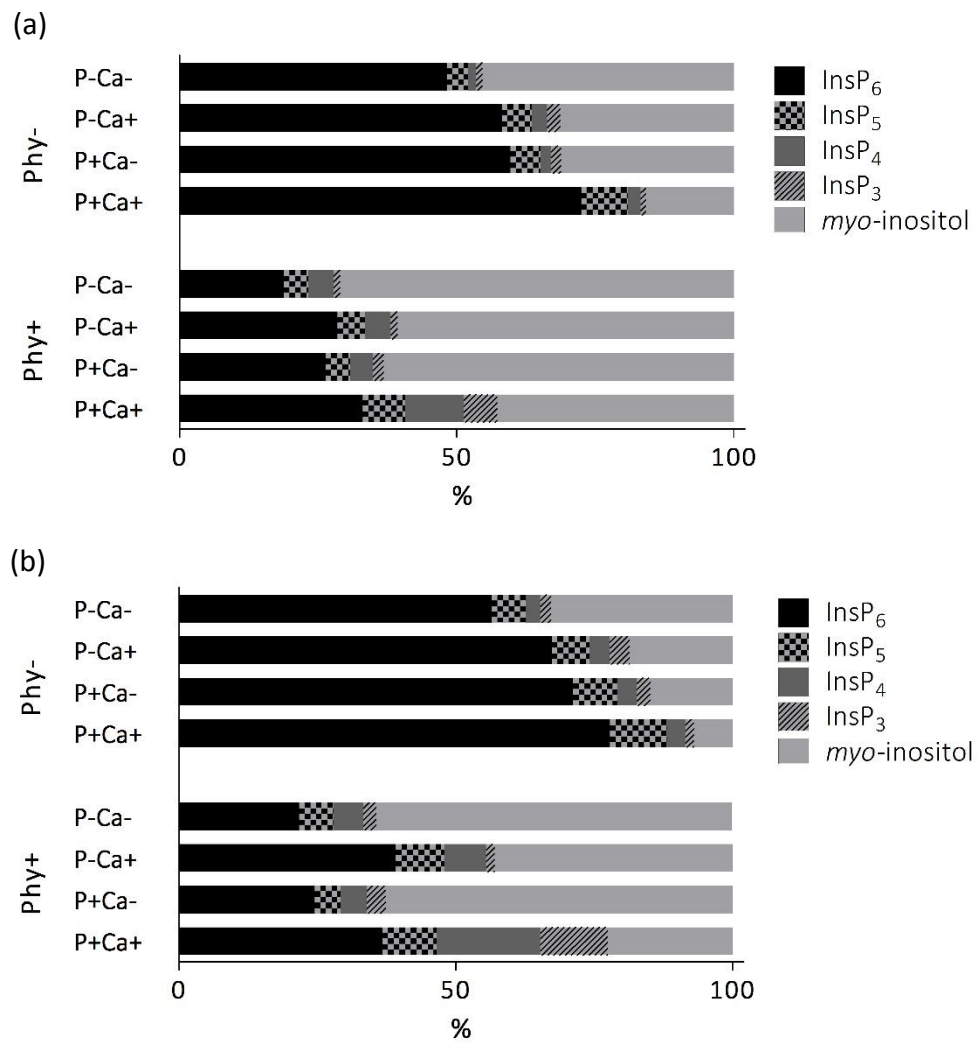 (a)
Phy-
P-Ca-
P-Ca+
P+Ca-
P+Ca+
Phy+
P-Ca-
P-Ca+
P+Ca-
P+Ca+
0 50 100
%
InsP₆
InsP₅
InsP₄
InsP₃
myo-inositol
(b)
Phy-
P-Ca-
P-Ca+
P+Ca-
P+Ca+
Phy+
P-Ca-
P-Ca+
P+Ca-
P+Ca+
0 50 100
%
InsP₆
InsP₅
InsP₄
InsP₃
myo-inositol